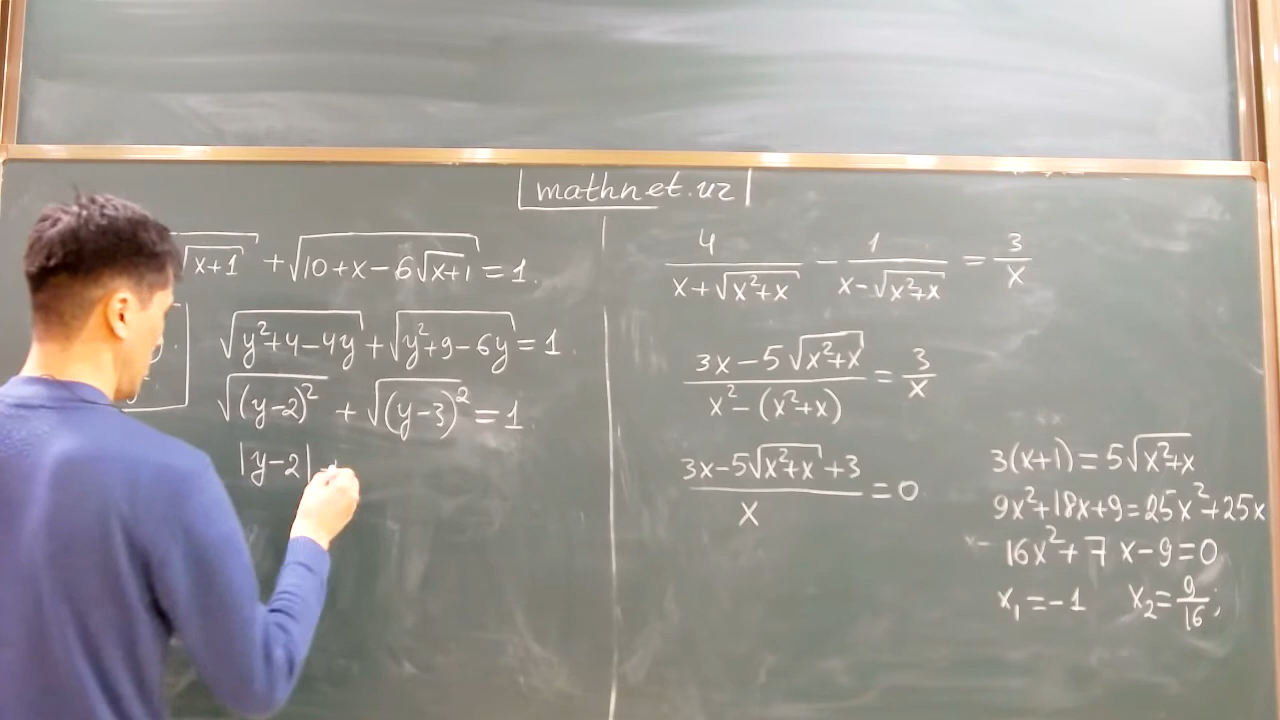 mathnet.uz
√x+1 + √10+x-6√x+1 = 1.
√y²+4-4y + √y²+9-6y = 1.
√(y-2)² + √(y-3)² = 1.
|y-2|
4/(x+√x²+x) - 1/(x-√x²+x) = 3/x
(3x-5√x²+x)/(x²-(x²+x)) = 3/x
(3x-5√x²+x+3)/x = 0
3(x+1) = 5√x²+x
9x²+18x+9=25x²+25x
16x²+7x-9=0
x₁=-1 x₂=9/16;